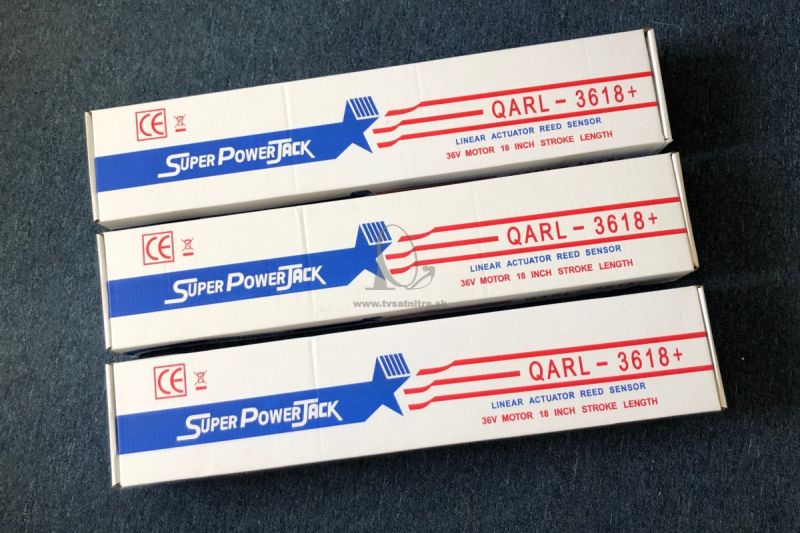 CE
SUPER POWERJACK
QARL - 3618+
LINEAR ACTUATOR REED SENSOR
36V MOTOR 18 INCH STROKE LENGTH
CE
SUPER POWERJACK
QARL - 3618+
LINEAR ACTUATOR REED SENSOR
36V MOTOR 18 INCH STROKE LENGTH
www.tvsatnitra.sk
CE
SUPER POWERJACK
QARL - 3618+
LINEAR ACTUATOR REED SENSOR
36V MOTOR 18 INCH STROKE LENGTH